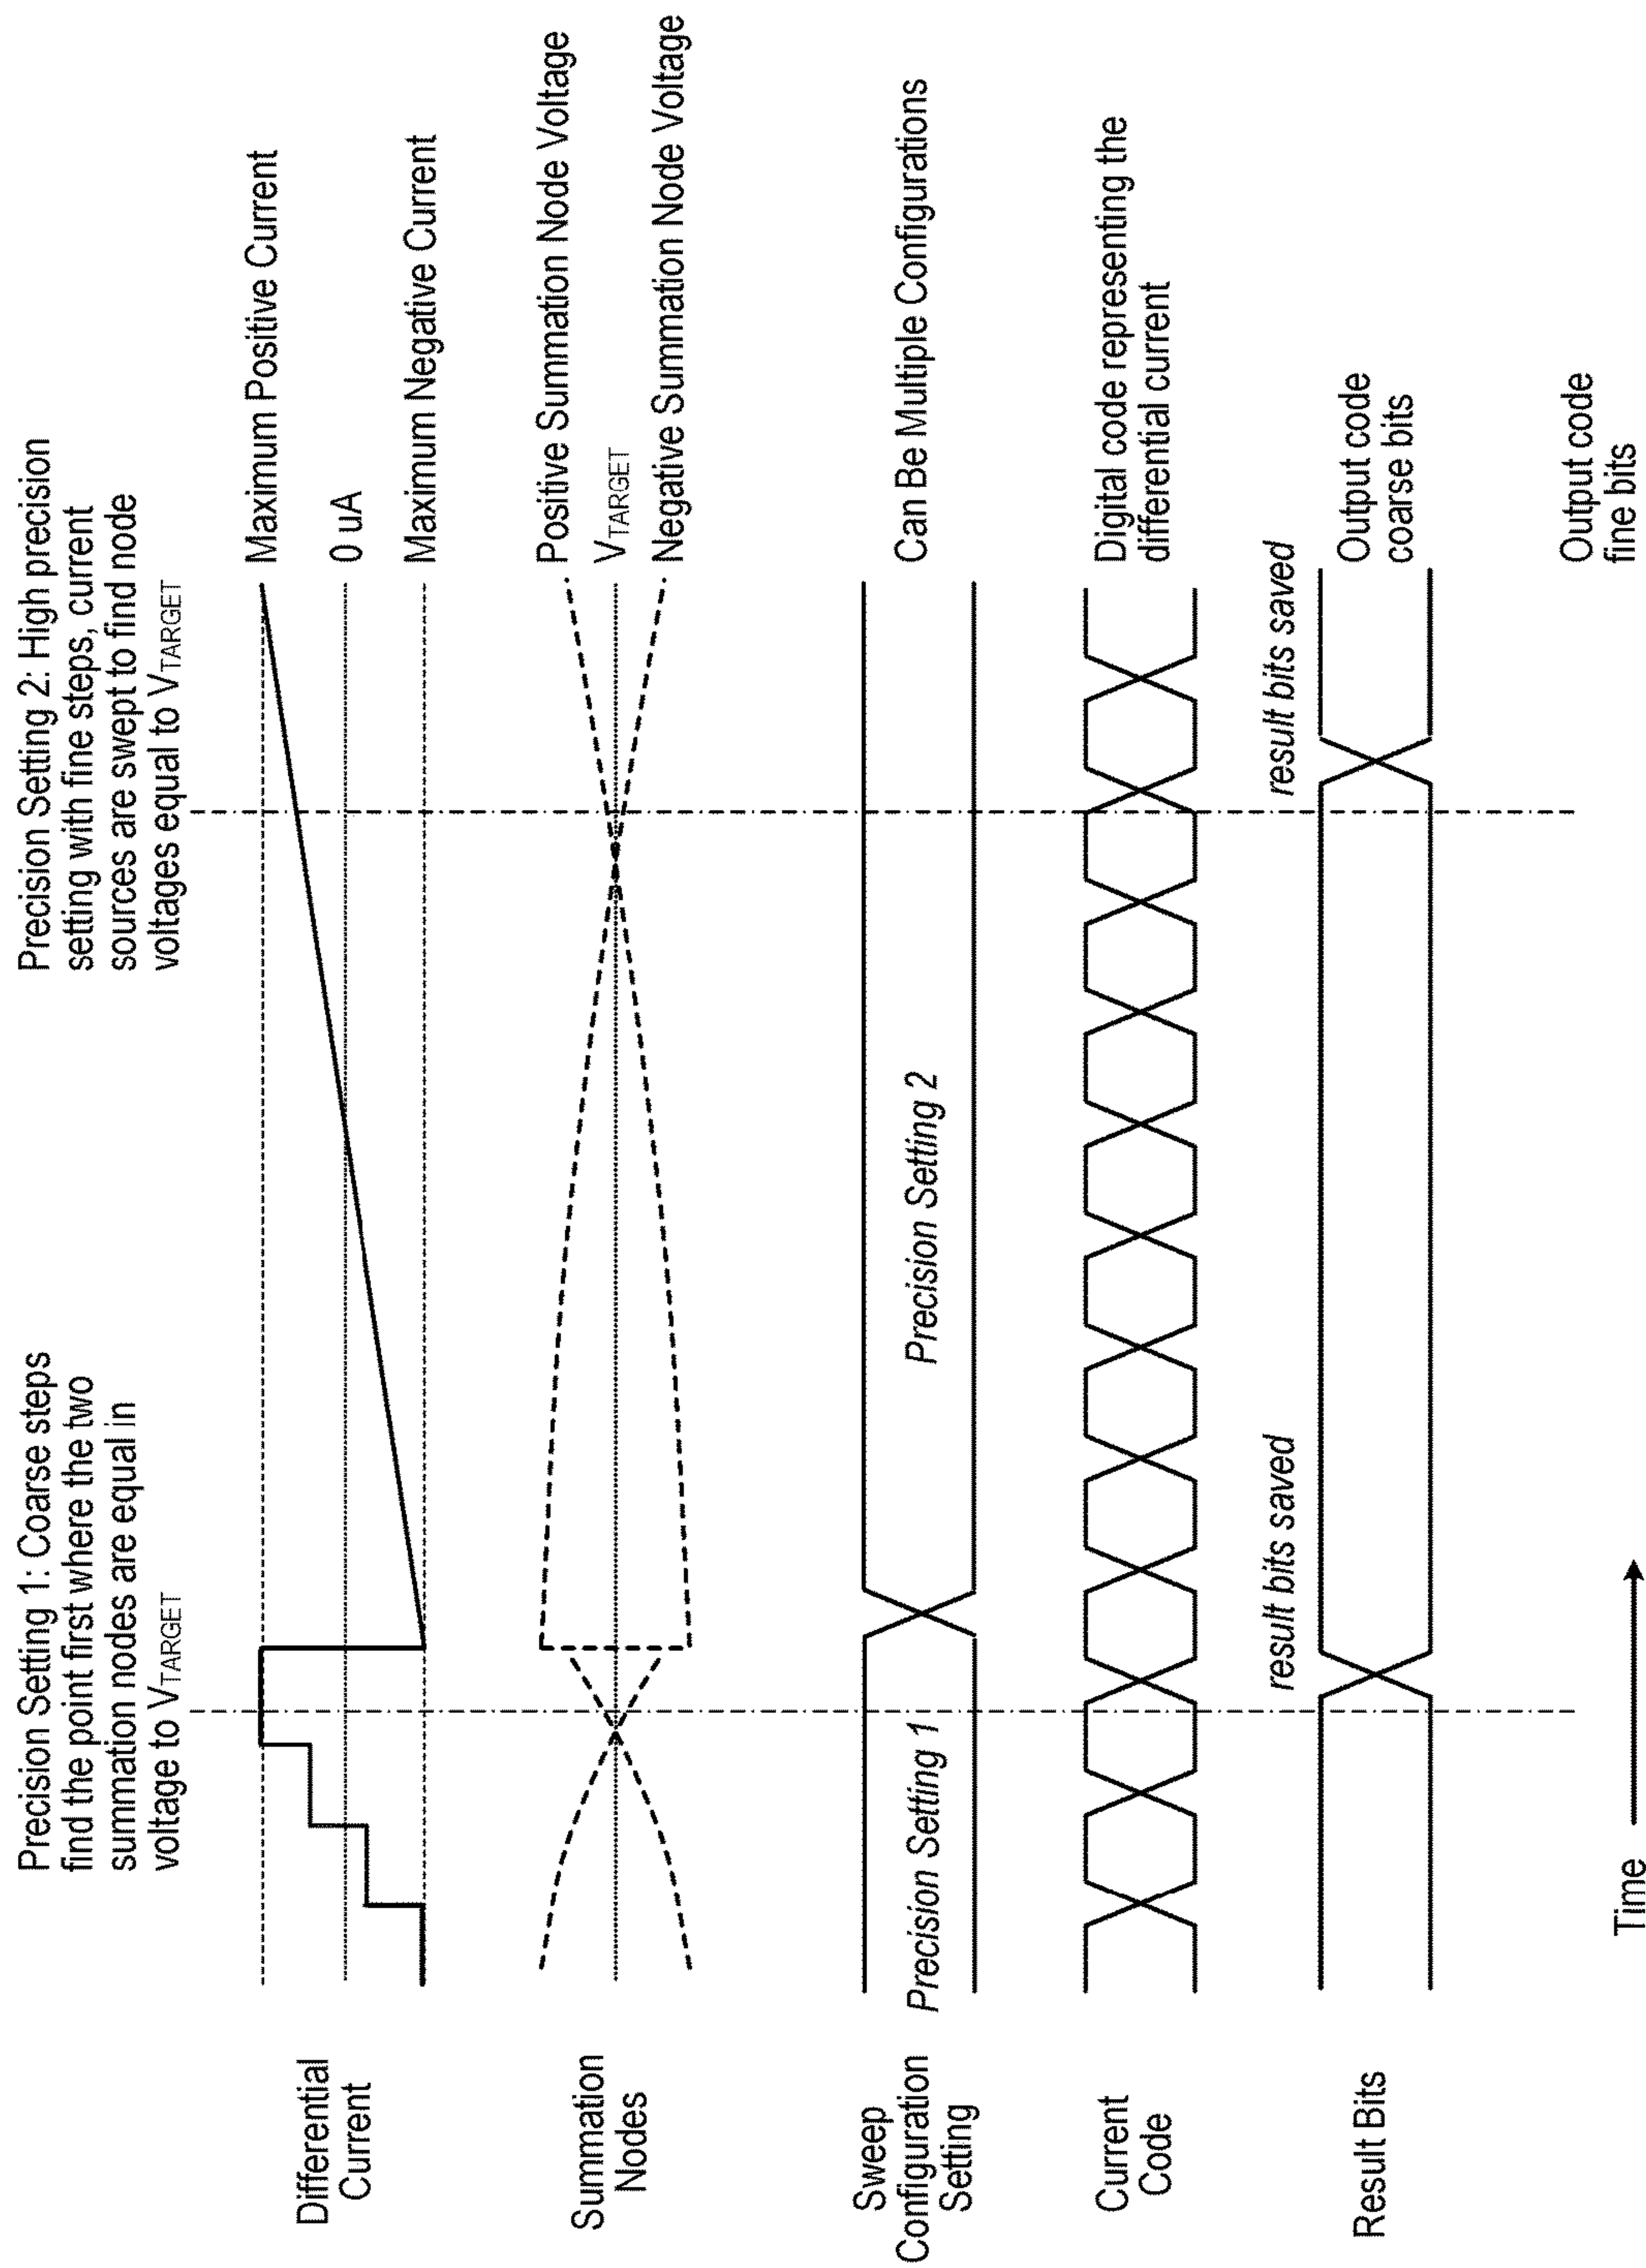 Precision Setting 1: Coarse steps
find the point first where the two
summation nodes are equal in
voltage to VTARGET
Precision Setting 2: High precision
setting with fine steps, current
sources are swept to find node
voltages equal to VTARGET
Differential
Current
Maximum Positive Current
0 uA
Maximum Negative Current
Summation
Nodes
Positive Summation Node Voltage
VTARGET
Negative Summation Node Voltage
Sweep
Configuration
Setting
Precision Setting 1
Precision Setting 2
Can Be Multiple Configurations
Current
Code
Digital code representing the
differential current
Result Bits
result bits saved
result bits saved
Output code
coarse bits
Output code
fine bits
Time